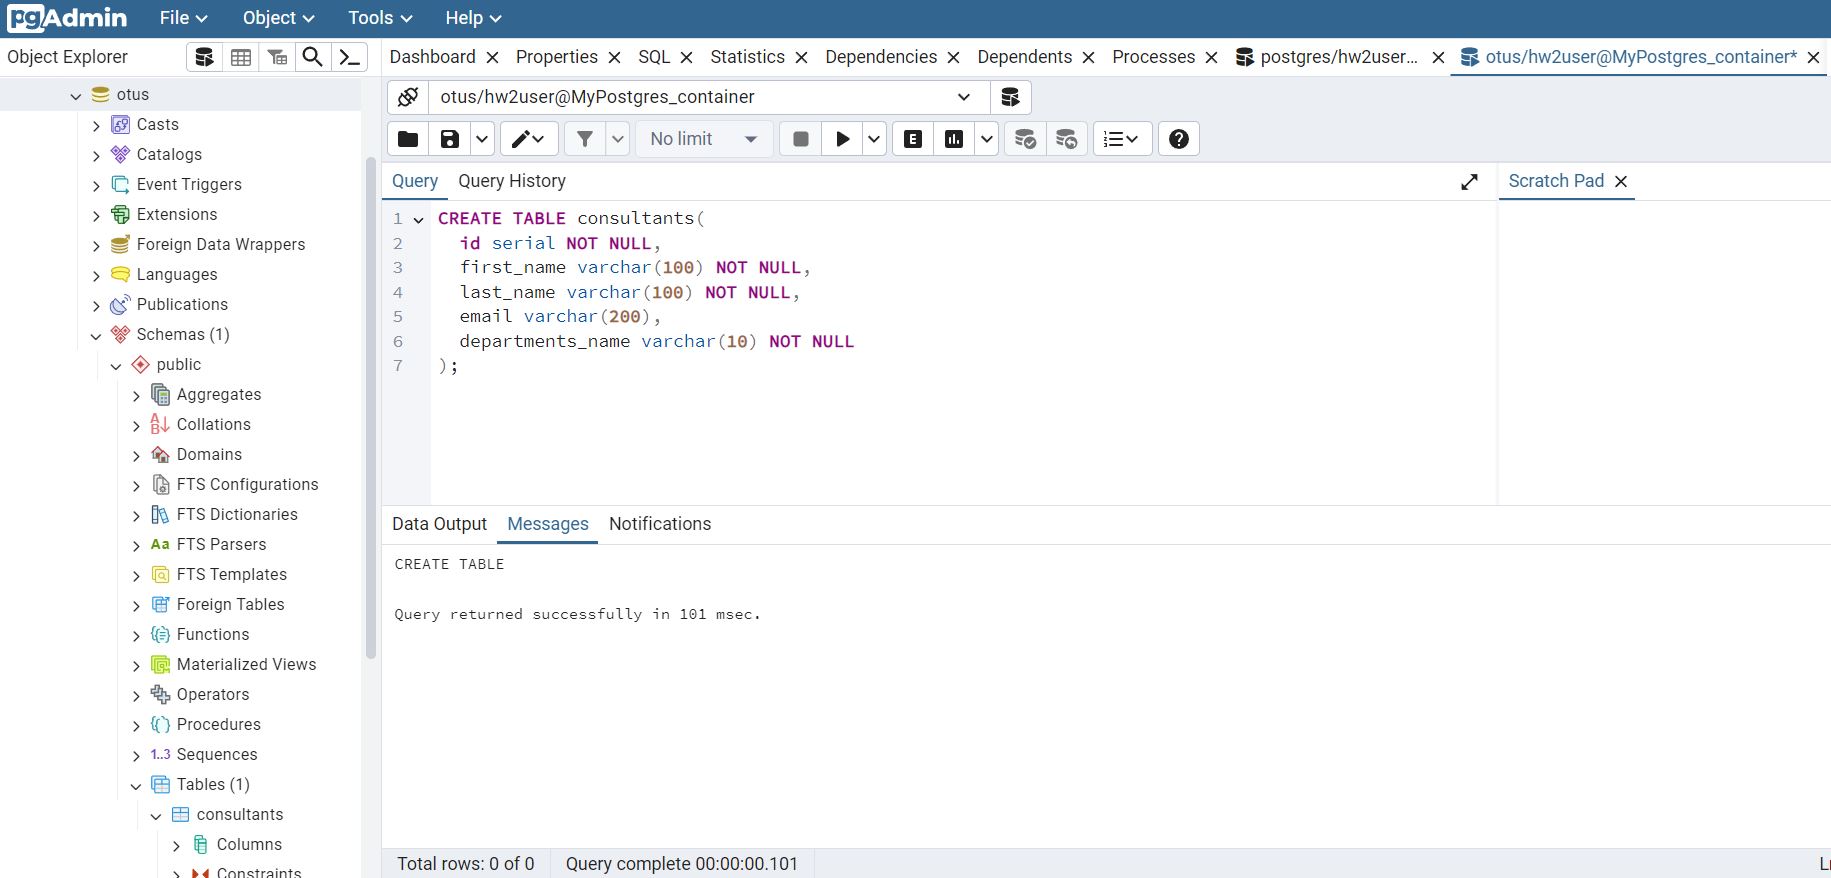 pgAdmin File Object Tools Help
Object Explorer
Dashboard Properties SQL Statistics Dependencies Dependents Processes postgres/hw2user... otus/hw2user@MyPostgres_container*
otus
Casts
Catalogs
Event Triggers
Extensions
Foreign Data Wrappers
Languages
Publications
Schemas (1)
public
Aggregates
Collations
Domains
FTS Configurations
FTS Dictionaries
Aa FTS Parsers
FTS Templates
Foreign Tables
Functions
Materialized Views
Operators
Procedures
1..3 Sequences
Tables (1)
consultants
Columns
Constraints
otus/hw2user@MyPostgres_container
No limit
E
Query Query History
Scratch Pad
1 CREATE TABLE consultants(
2 id serial NOT NULL,
3 first_name varchar(100) NOT NULL,
4 last_name varchar(100) NOT NULL,
5 email varchar(200),
6 departments_name varchar(10) NOT NULL
7 );
Data Output Messages Notifications
CREATE TABLE
Query returned successfully in 101 msec.
Total rows: 0 of 0 Query complete 00:00:00.101